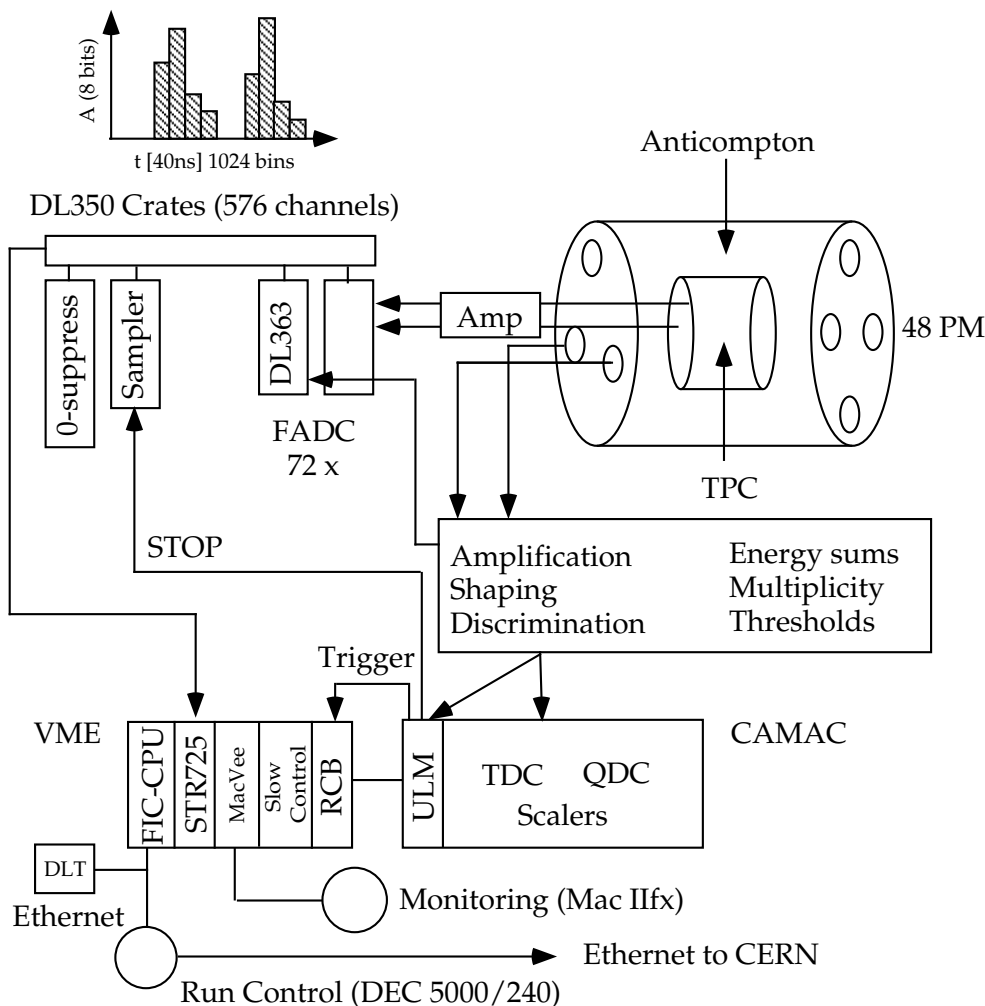 A (8 bits)
t [40ns] 1024 bins
DL350 Crates (576 channels)
Anticompton
0-suppress
Sampler
DL363
Amp
48 PM
FADC
72 x
TPC
STOP
Amplification
Shaping
Discrimination
Energy sums
Multiplicity
Thresholds
Trigger
VME
FIC-CPU
STR725
MacVee
Slow
Control
RCB
ULM
TDC QDC
Scalers
CAMAC
DLT
Ethernet
Monitoring (Mac IIfx)
Ethernet to CERN
Run Control (DEC 5000/240)